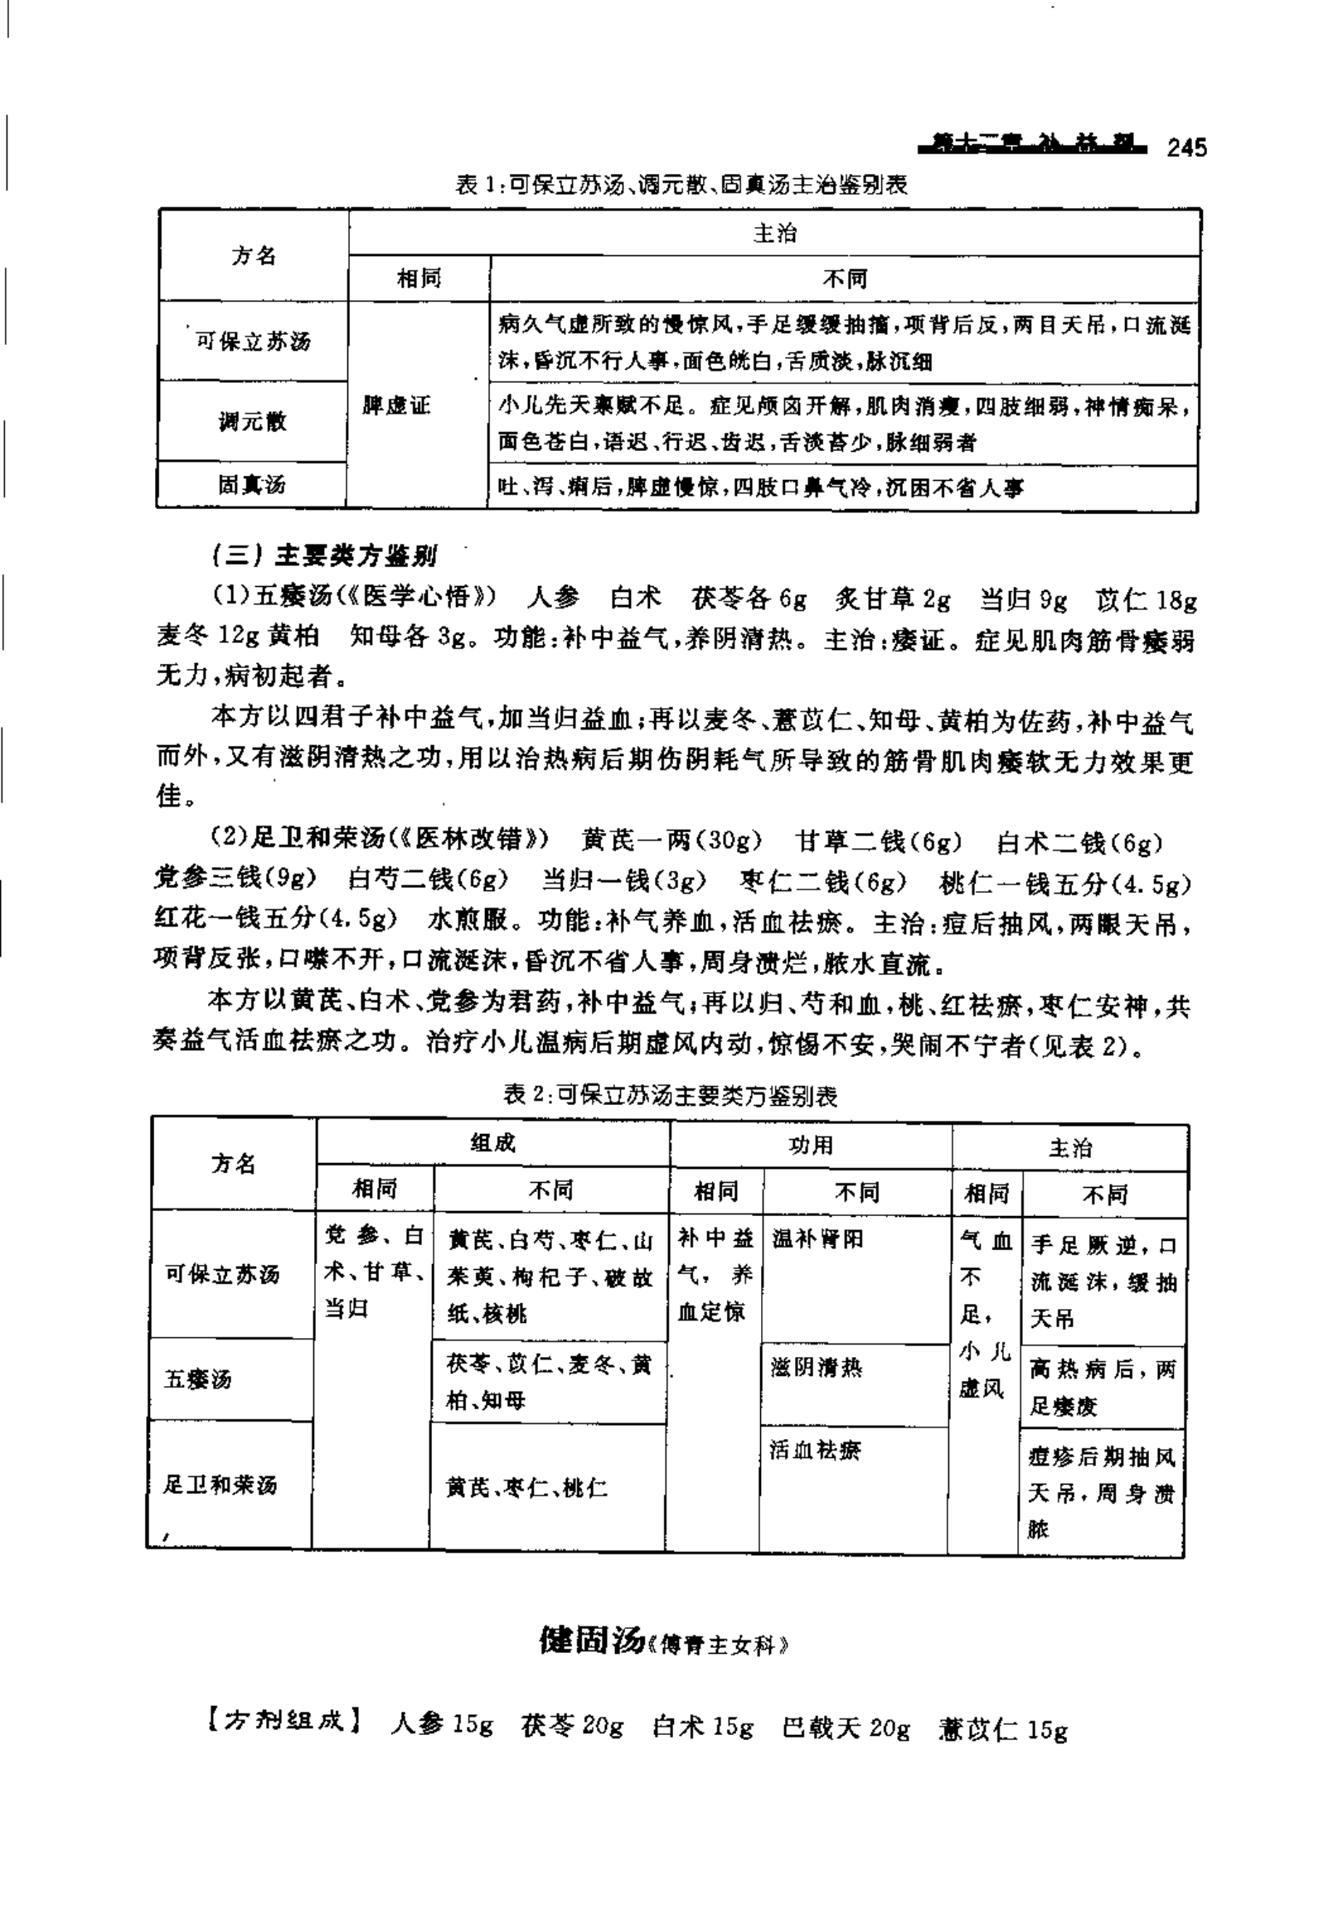 第十二章 补益剂 245
表1:可保立苏汤、调元散、固真汤主治鉴别表
方名
主治
相同
不同
可保立苏汤
脾虚证
病久气虚所致的慢惊风,手足缓缓抽搐,项背后反,两目天吊,口流涎
沫,昏沉不行人事,面色㿠白,舌质淡,脉沉细
调元散
小儿先天禀赋不足。症见颅囟开解,肌肉消瘦,四肢细弱,神情痴呆,
面色苍白,语迟、行迟、齿迟,舌淡苔少,脉细弱者
固真汤
吐、泻、痢后,脾虚慢惊,四肢口鼻气冷,沉困不省人事
(三)主要类方鉴别
(1)五痿汤(《医学心悟》) 人参 白术 茯苓各6g 炙甘草2g 当归9g 苡仁18g
麦冬12g黄柏 知母各3g。功能:补中益气,养阴清热。主治:痿证。症见肌肉筋骨痿弱
无力,病初起者。
本方以四君子补中益气,加当归益血;再以麦冬、薏苡仁、知母、黄柏为佐药,补中益气
而外,又有滋阴清热之功,用以治热病后期伤阴耗气所导致的筋骨肌肉痿软无力效果更
佳。
(2)足卫和荣汤(《医林改错》) 黄芪一两(30g) 甘草二钱(6g) 白术二钱(6g)
党参三钱(9g) 白芍二钱(6g) 当归一钱(3g) 枣仁二钱(6g) 桃仁一钱五分(4.5g)
红花一钱五分(4.5g) 水煎服。功能:补气养血,活血祛瘀。主治:痘后抽风,两眼天吊,
项背反张,口噤不开,口流涎沫,昏沉不省人事,周身溃烂,脓水直流。
本方以黄芪、白术、党参为君药,补中益气;再以归、芍和血,桃、红祛瘀,枣仁安神,共
奏益气活血祛瘀之功。治疗小儿温病后期虚风内动,惊惕不安,哭闹不宁者(见表2)。
表2:可保立苏汤主要类方鉴别表
方名
组成
功用
主治
相同
不同
相同
不同
相同
不同
可保立苏汤
党参、白
术、甘草、
当归
黄芪、白芍、枣仁、山
茱萸、枸杞子、破故
纸、核桃
补中益
气,养
血定惊
温补肾阳
气血
不
足,
小儿
虚风
手足厥逆,口
流涎沫,缓抽
天吊
五痿汤
茯苓、苡仁、麦冬、黄
柏、知母
滋阴清热
高热病后,两
足痿废
足卫和荣汤
黄芪、枣仁、桃仁
活血祛瘀
痘疹后期抽风
天吊,周身溃
脓
健固汤《傅青主女科》
【方剂组成】 人参15g 茯苓20g 白术15g 巴戟天20g 薏苡仁15g